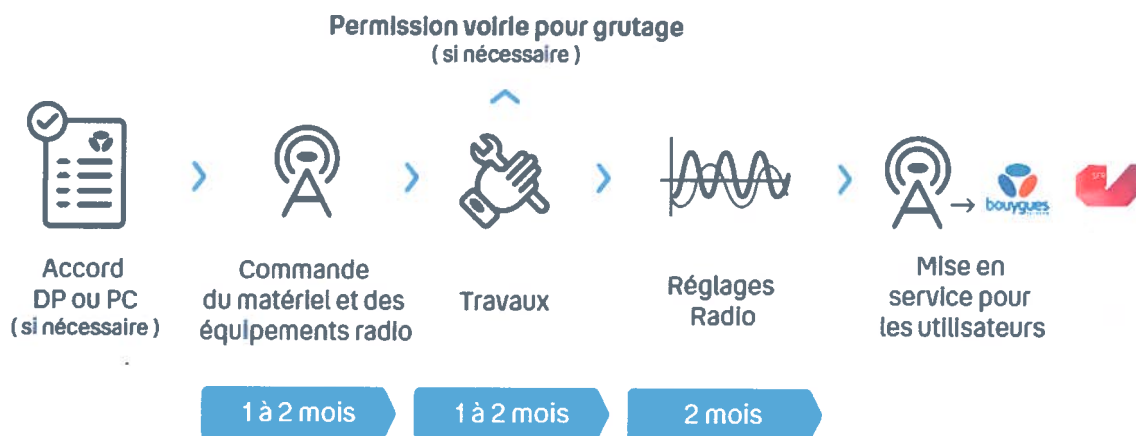 Permission voirie pour grutage
( si nécessaire )
Accord
DP ou PC
( si nécessaire )
Commande
du matériel et des
équipements radio
Travaux
Réglages
Radio
bouygues
SFR
Mise en
service pour
les utilisateurs
1 à 2 mois
1 à 2 mois
2 mois